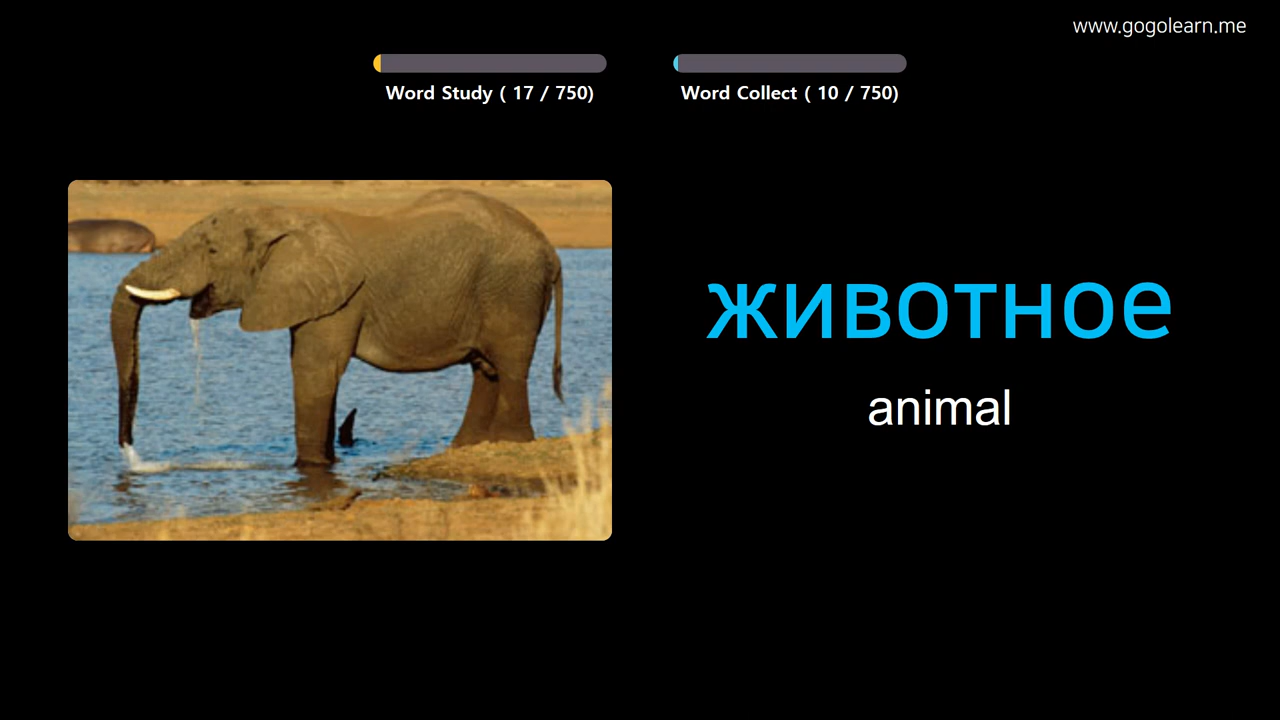 www.gogolearn.me
Word Study ( 17 / 750)
Word Collect ( 10 / 750)
животное
animal